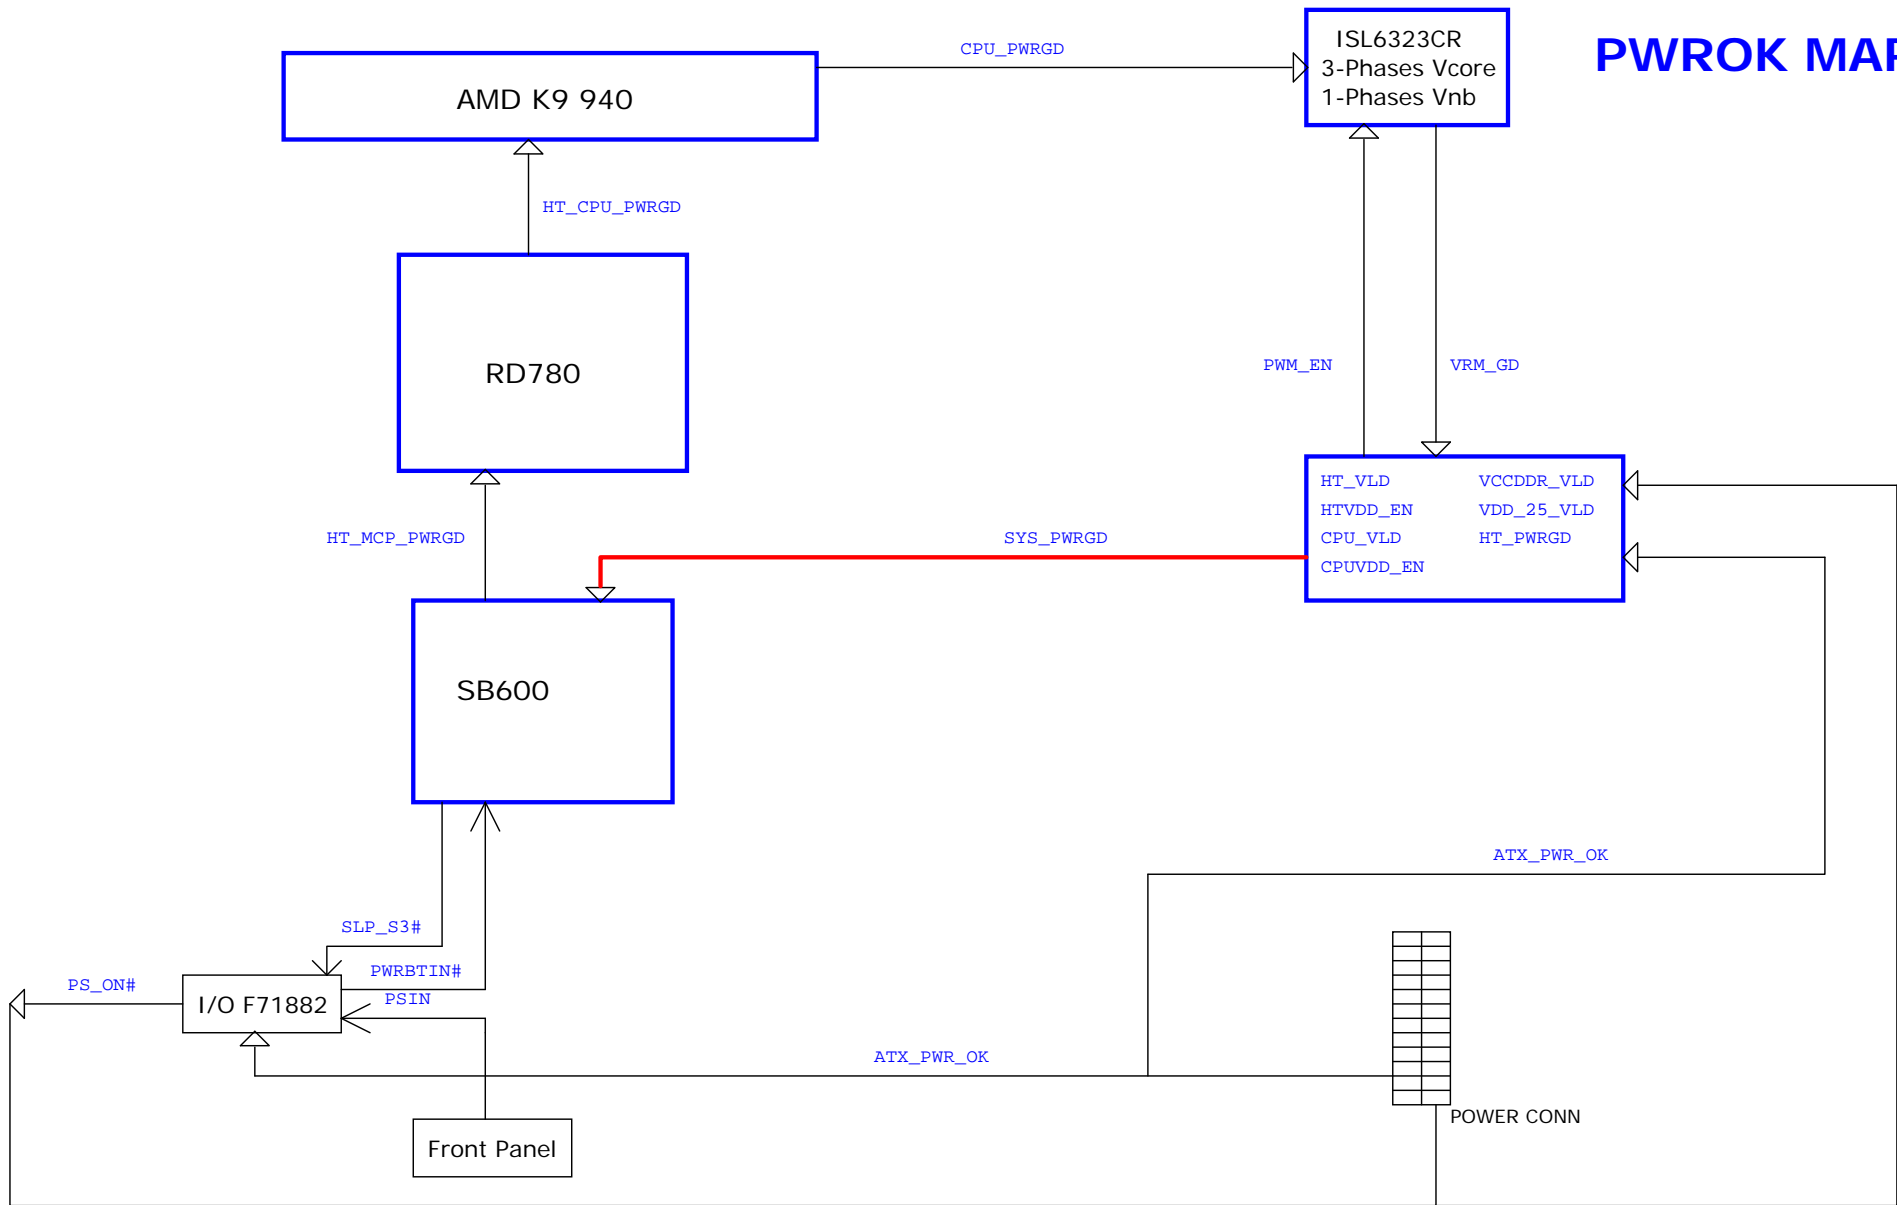 CPU_PWRGD
ISL6323CR
3-Phases Vcore
1-Phases Vnb
PWROK MAP
AMD K9 940
HT_CPU_PWRGD
RD780
PWM_EN
VRM_GD
HT_VLD
VCCDDR_VLD
HTVDD_EN
VDD_25_VLD
HT_MCP_PWRGD
SYS_PWRGD
CPU_VLD
HT_PWRGD
CPUVDD_EN
SB600
ATX_PWR_OK
SLP_S3#
PWRBTIN#
PS_ON#
PSIN
I/O F71882
ATX_PWR_OK
POWER CONN
Front Panel